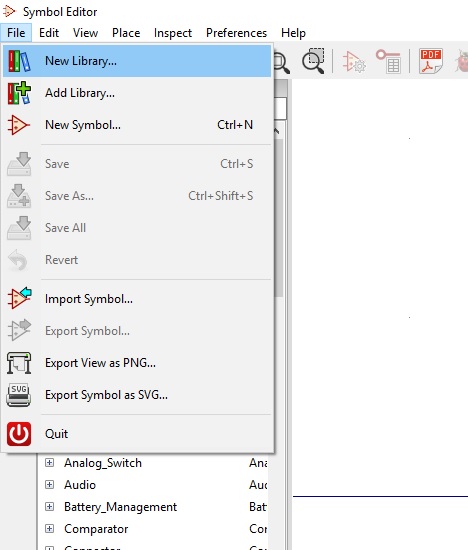 Symbol Editor
File Edit View Place Inspect Preferences Help
New Library...
Add Library...
New Symbol... Ctrl+N
Save Ctrl+S
Save As... Ctrl+Shift+S
Save All
Revert
Import Symbol...
Export Symbol...
Export View as PNG...
Export Symbol as SVG...
Quit
PDF
SVG
Analog_Switch Ana
Audio Aud
Battery_Management Bat
Comparator Cor